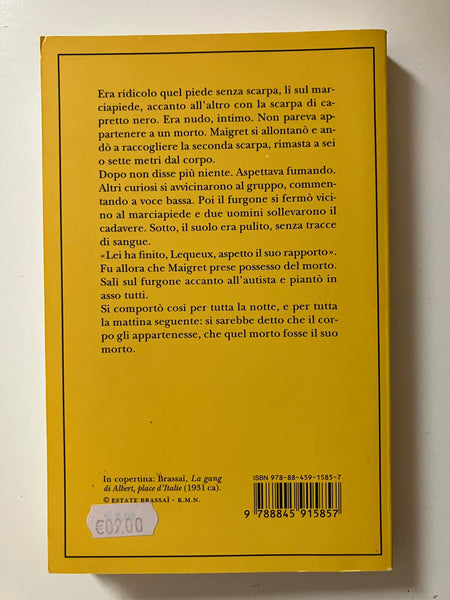 Era ridicolo quel piede senza scarpa, lì sul mar-
ciapiede, accanto all'altro con la scarpa di ca-
pretto nero. Era nudo, intimo. Non pareva ap-
partenere a un morto. Maigret si allontanò e an-
dò a raccogliere la seconda scarpa, rimasta a sei
o sette metri dal corpo.
Dopo non disse più niente. Aspettava fumando.
Altri curiosi si avvicinarono al gruppo, commen-
tando a voce bassa. Poi il furgone si fermò vici-
no al marciapiede e due uomini sollevarono il
cadavere. Sotto, il suolo era pulito, senza tracce
di sangue.
«Lei ha finito, Lequeux, aspetto il suo rapporto».
Fu allora che Maigret prese possesso del morto.
Salì sul furgone accanto all'autista e piantò in
asso tutti.
Si comportò così per tutta la notte, e per tutta
la mattina seguente: si sarebbe detto che il cor-
po gli appartenesse, che quel morto fosse il suo
morto.
In copertina: Brassaï, La gang
di Albert, place d'Italie (1931 ca).
© ESTATE BRASSAÏ - R.M.N.
€09.00
ISBN 978-88-459-1585-7
9 788845 915857